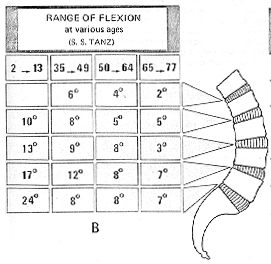 RANGE OF FLEXION
at various ages
(S. S. TANZ)
2 → 13 35 → 49 50 → 64 65 → 77
6° 4° 2°
10° 8° 5° 5°
13° 9° 8° 3°
17° 12° 8° 7°
24° 8° 8° 7°
B